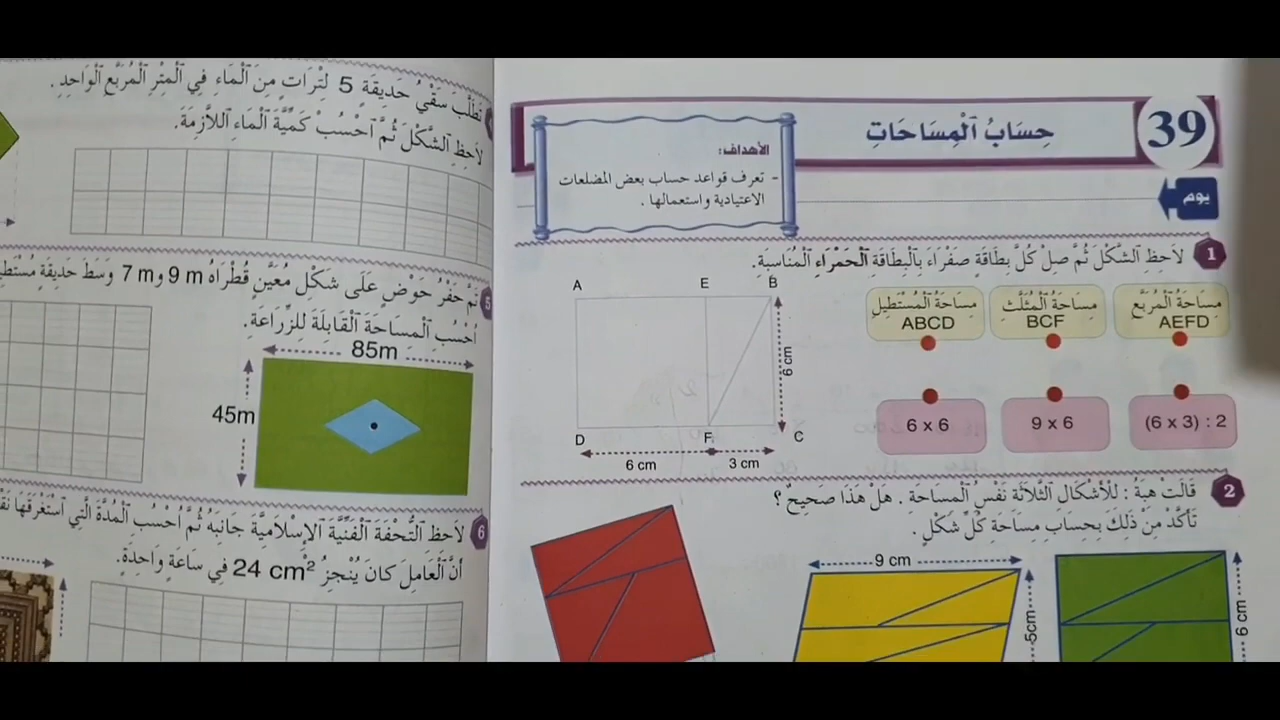 39
حِسَابُ ٱلْمِسَاحَاتِ
الأهداف:
- تعرف قواعد حساب بعض المضلعات
الاعتيادية واستعمالها .
يوم
1 لَاحِظِ ٱلشَّكْلَ ثُمَّ صِلْ كُلَّ بِطَاقَةٍ صَفْرَاءَ بِٱلْبِطَاقَةِ ٱلْحَمْرَاءِ ٱلْمُنَاسِبَةِ.
مِسَاحَةُ ٱلْمُرَبَّعِ
AEFD
مِسَاحَةُ ٱلْمُثَلَّثِ
BCF
مِسَاحَةُ ٱلْمُسْتَطِيلِ
ABCD
(6 x 3) : 2
9 x 6
6 x 6
A E B
6 cm
D F C
6 cm 3 cm
2 قَالَتْ هِبَةُ : لِلْأَشْكَالِ ٱلثَّلَاثَةِ نَفْسُ ٱلْمِسَاحَةِ . هَلْ هَذَا صَحِيحٌ ؟
تَأَكَّدْ مِنْ ذَلِكَ بِحِسَابِ مِسَاحَةِ كُلِّ شَكْلٍ .
9 cm
5cm
6 cm
تَطَلَّبَ سَقْيُ حَدِيقَةٍ 5 لِتْرَاتٍ مِنَ ٱلْمَاءِ فِي ٱلْمِتْرِ ٱلْمُرَبَّعِ ٱلْوَاحِدِ .
لَاحِظِ ٱلشَّكْلَ ثُمَّ ٱحْسُبْ كَمِّيَّةَ ٱلْمَاءِ ٱللَّازِمَةَ.
5 تَمَّ حَفْرُ حَوْضٍ عَلَى شَكْلِ مُعَيَّنٍ قُطْرَاهُ 9 m و 7 m وَسَطَ حَدِيقَةٍ
أُحْسُبِ ٱلْمِسَاحَةَ ٱلْقَابِلَةَ لِلزِّرَاعَةِ.
85m
45m
6 لَاحِظِ ٱلتُّحْفَةَ ٱلْفَنِّيَّةَ ٱلْإِسْلَامِيَّةَ جَانِبَهُ ثُمَّ ٱحْسُبِ ٱلْمُدَّةَ ٱلَّتِي ٱسْتَغْرَقَهَا
أَنَّ ٱلْعَامِلَ كَانَ يُنْجِزُ 24 cm² فِي سَاعَةٍ وَاحِدَةٍ.